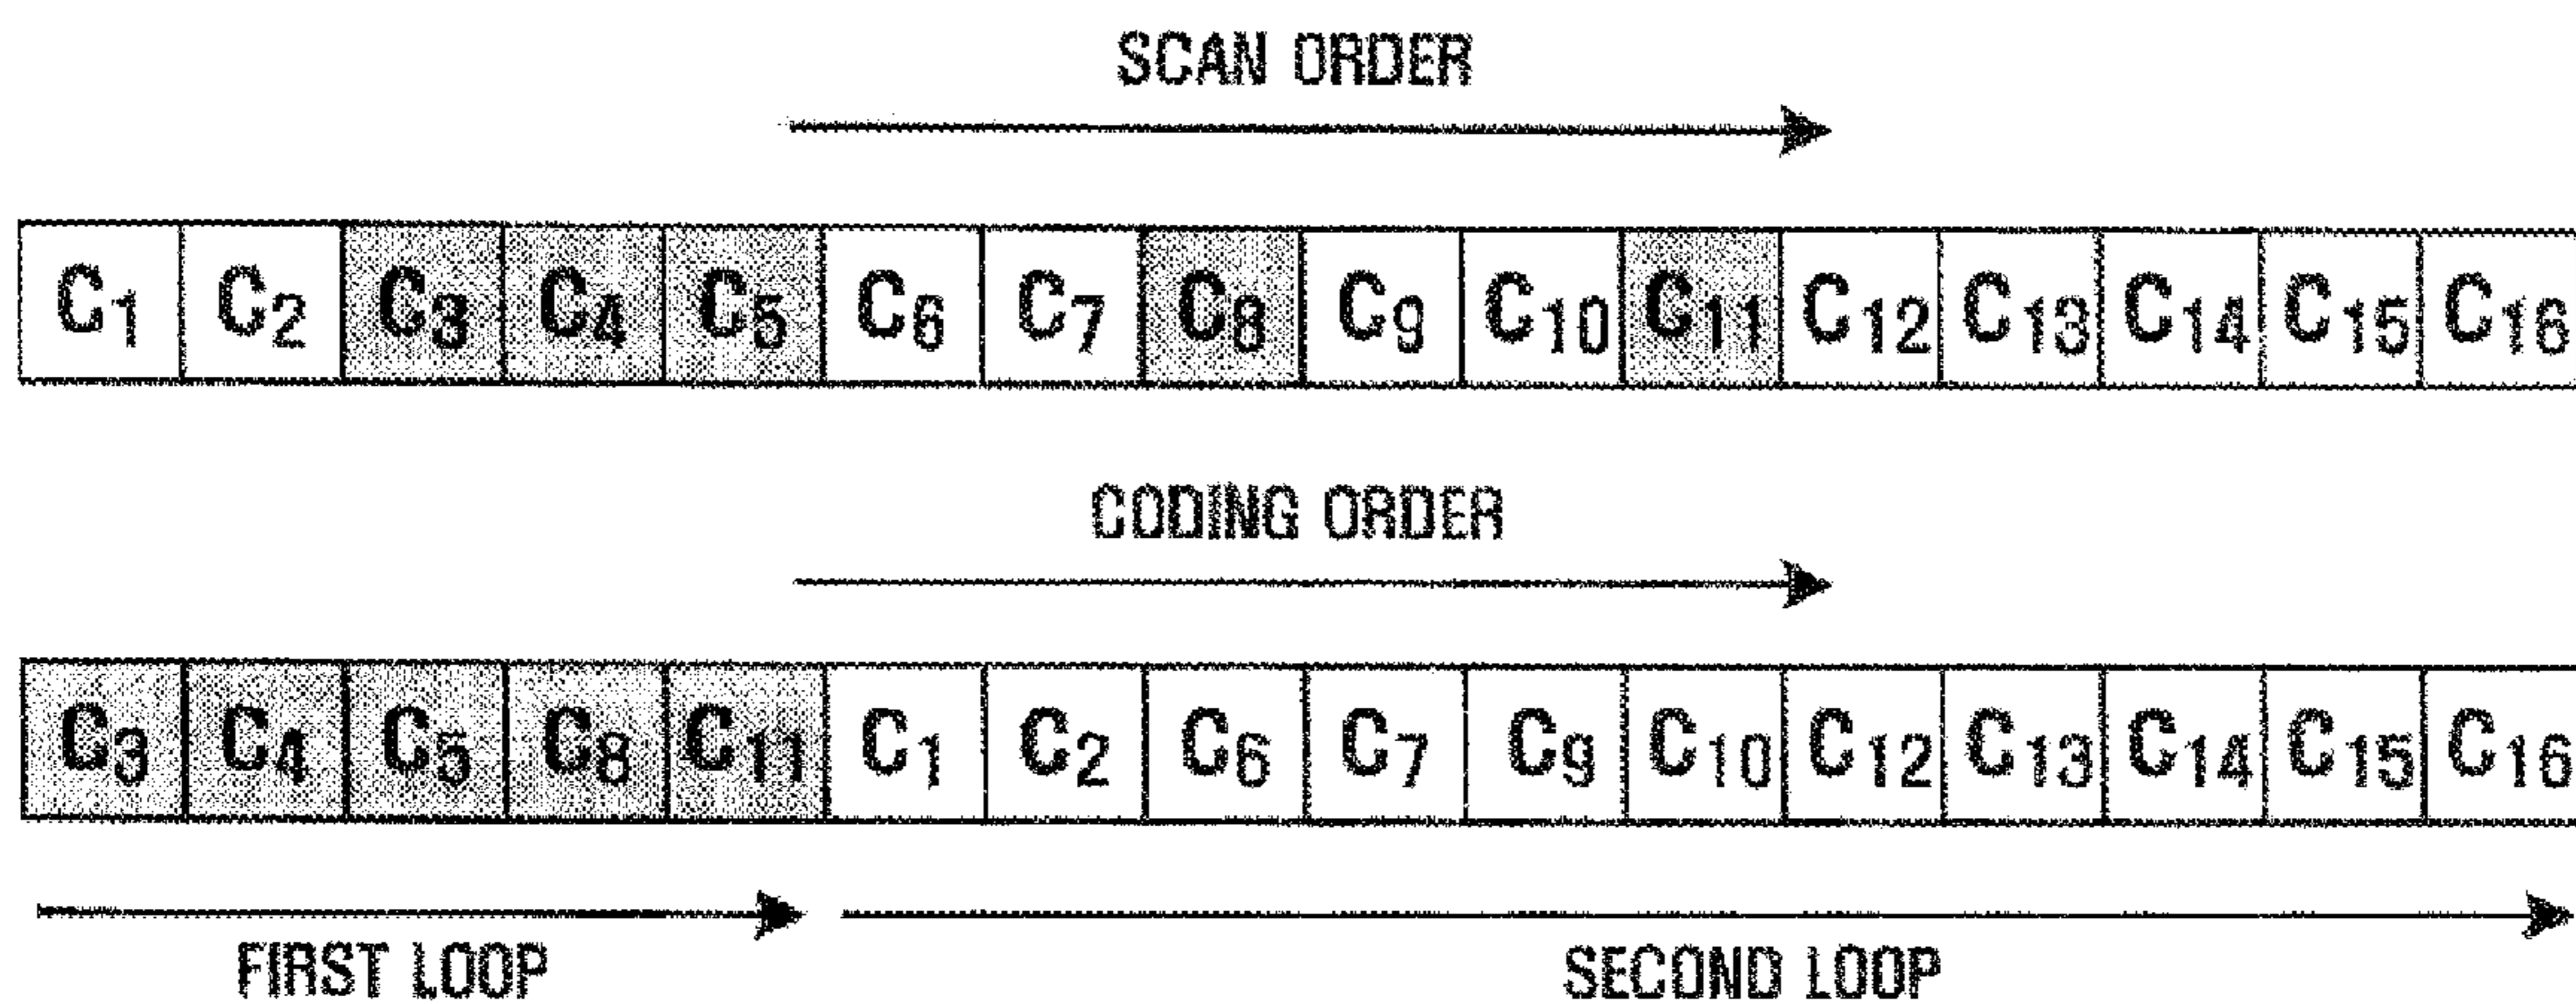 SCAN ORDER
C1 C2 C3 C4 C5 C6 C7 C8 C9 C10 C11 C12 C13 C14 C15 C16
CODING ORDER
C3 C4 C5 C8 C11 C1 C2 C6 C7 C9 C10 C12 C13 C14 C15 C16
FIRST LOOP SECOND LOOP